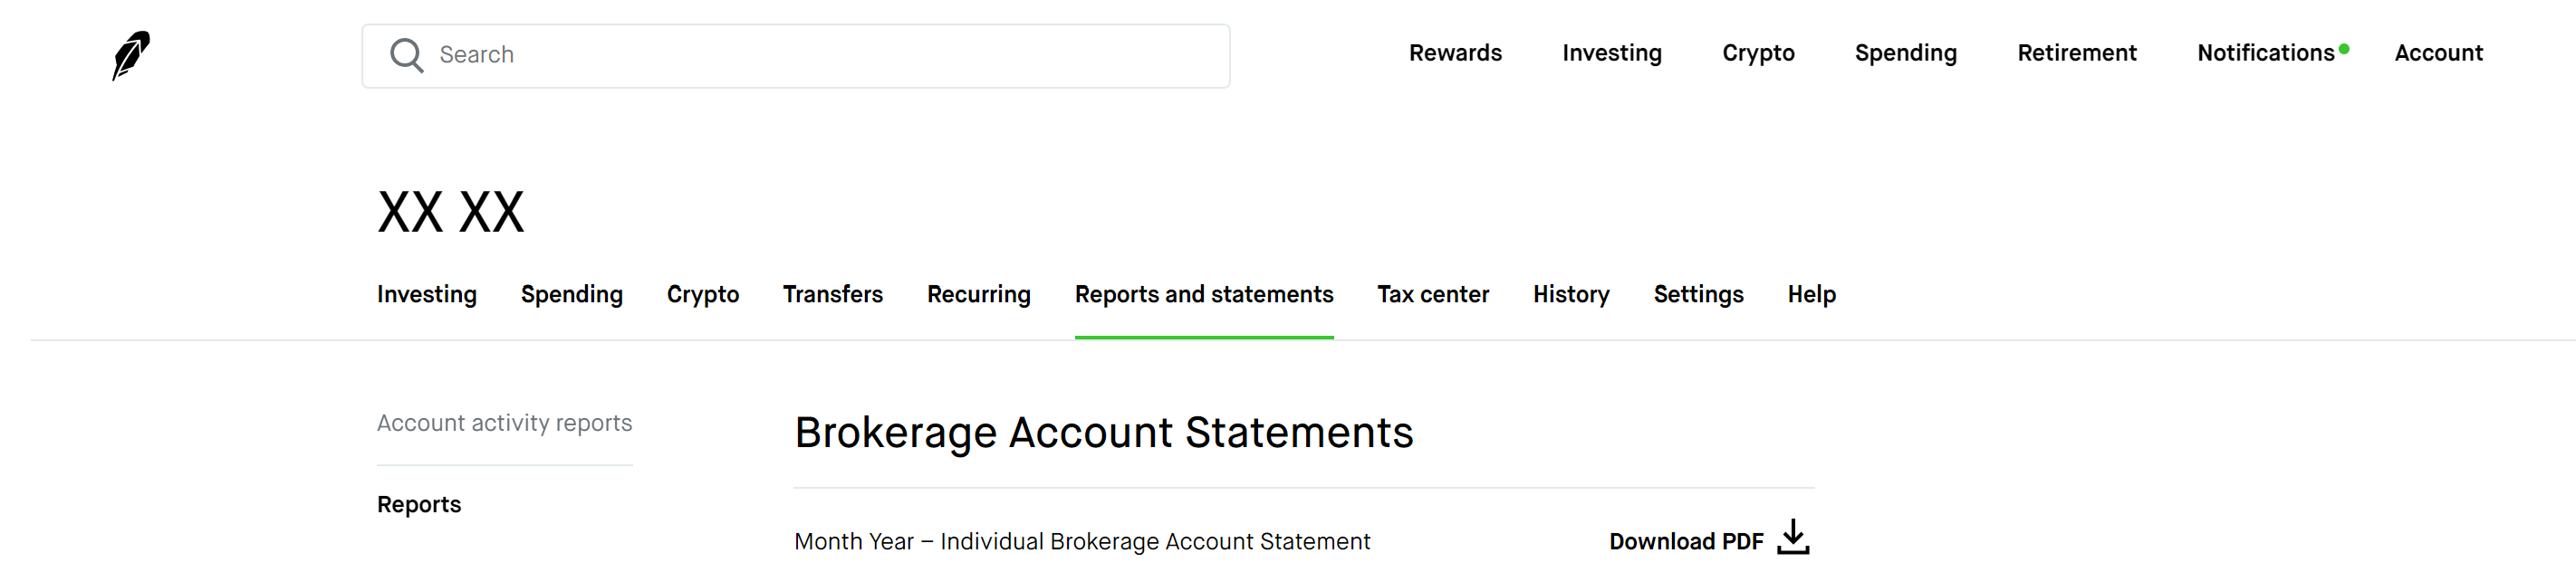 Search Rewards Investing Crypto Spending Retirement Notifications Account
XX XX
Investing Spending Crypto Transfers Recurring Reports and statements Tax center History Settings Help
Account activity reports
Reports
Brokerage Account Statements
Month Year – Individual Brokerage Account Statement Download PDF